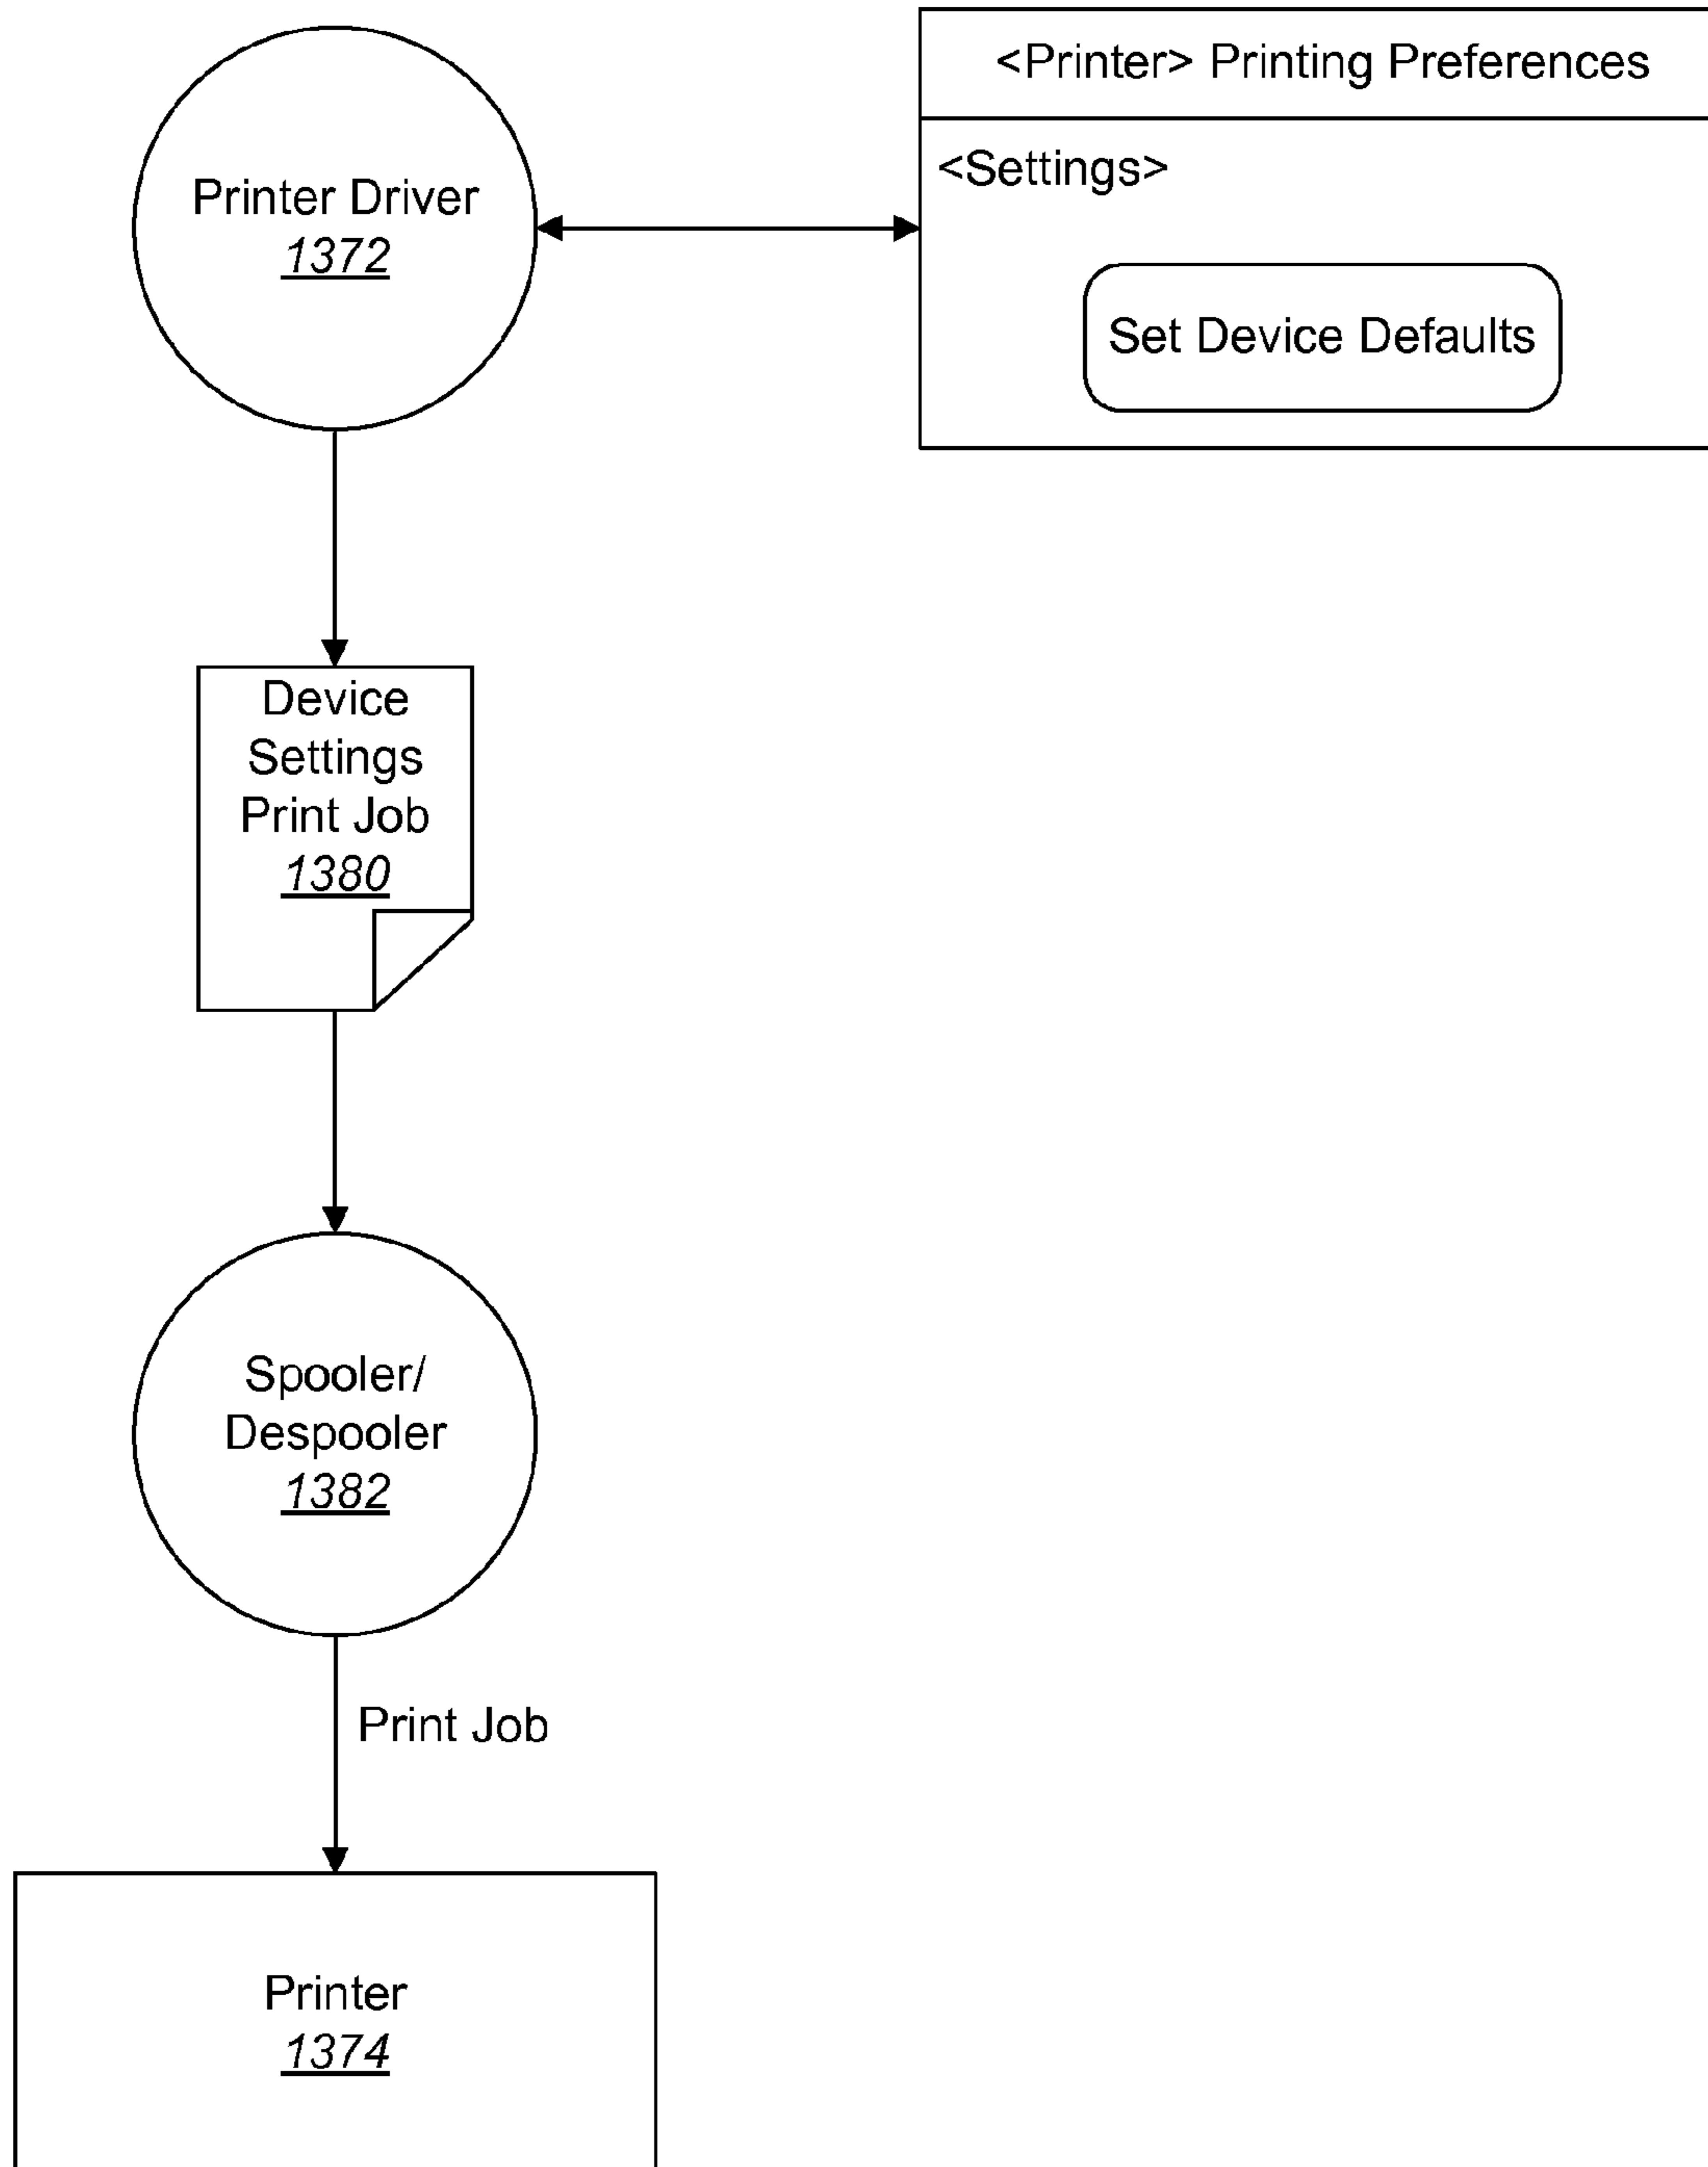 <Printer> Printing Preferences
<Settings>
Printer Driver
1372
Set Device Defaults
Device
Settings
Print Job
1380
Spooler/
Despooler
1382
Print Job
Printer
1374